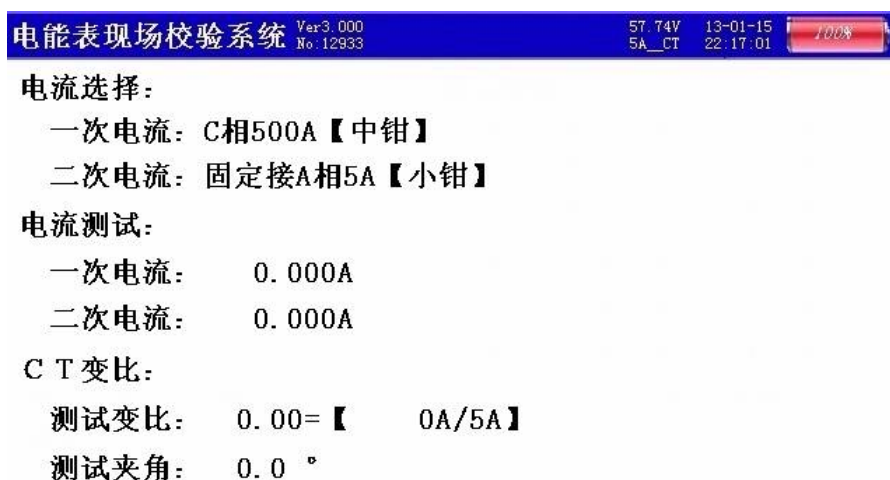 电能表现场校验系统 Ver3.000 No:12933 57.74V 5A__CT 13-01-15 22:17:01 100%
电流选择:
一次电流: C相500A【中钳】
二次电流: 固定接A相5A【小钳】
电流测试:
一次电流: 0.000A
二次电流: 0.000A
CT变比:
测试变比: 0.00=【 0A/5A】
测试夹角: 0.0 °